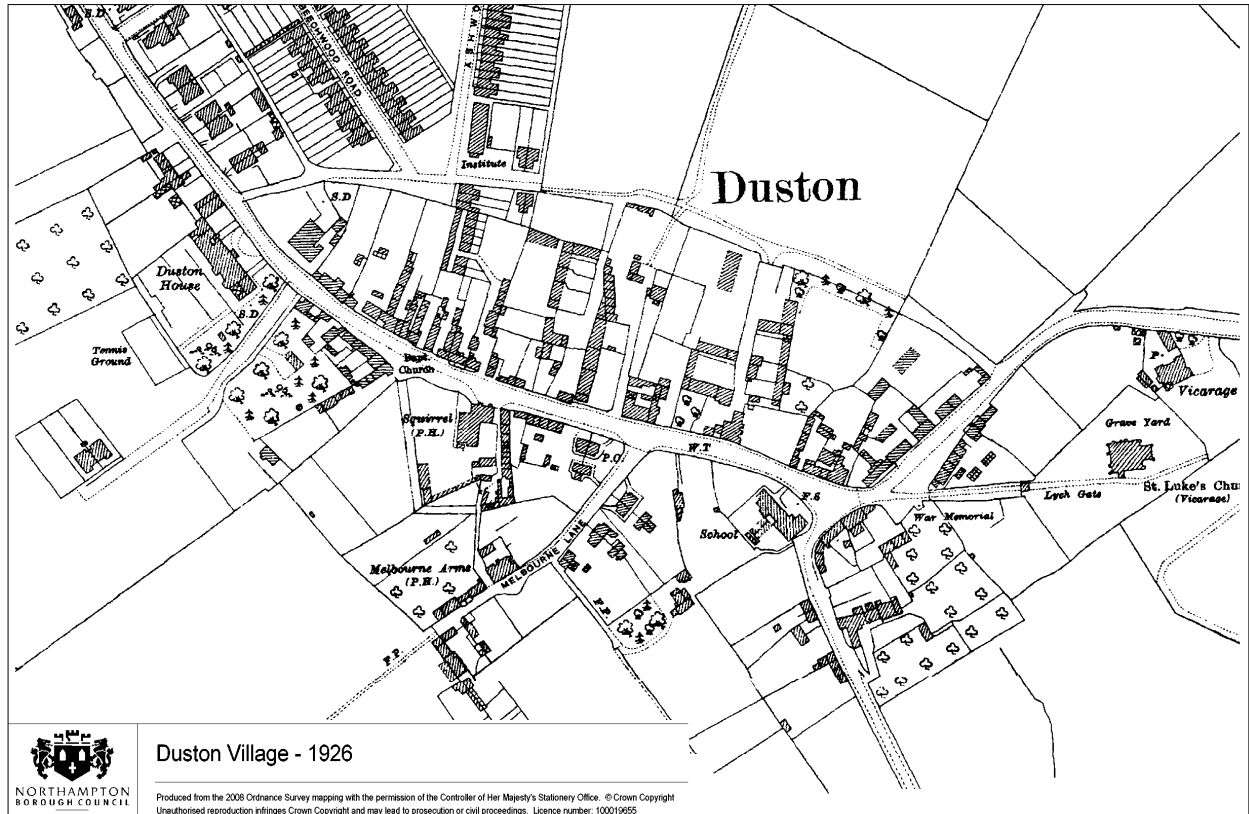 S.D.
BEECHWOOD ROAD
ASHWO
Institute
Duston
S.D
Duston
House
S.D
Tennis
Ground
Bapt
Church
Squirrel
(P.H.)
P.O.
W.T
F.S
School
P.
Vicarage
Grave Yard
St. Luke's Chu
(Vicarage)
Lych Gate
War Memorial
Melbourne Arms
(P.H.)
MELBOURNE LANE
F.P.
F.P.
NORTHAMPTON
BOROUGH COUNCIL
Duston Village - 1926
Produced from the 2008 Ordnance Survey mapping with the permission of the Controller of Her Majesty's Stationery Office. © Crown Copyright
Unauthorised reproduction infringes Crown Copyright and may lead to prosecution or civil proceedings. Licence number: 100019655